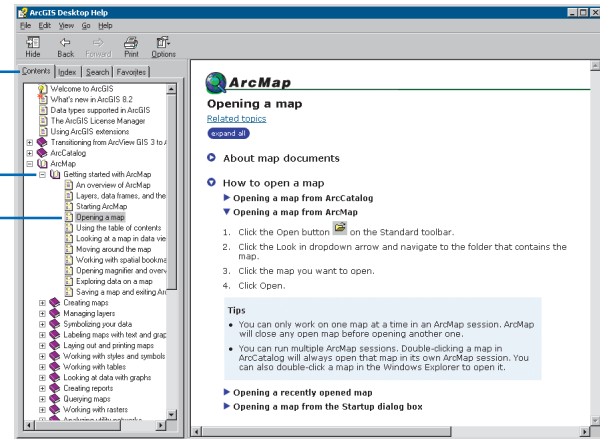 ArcGIS Desktop Help
File Edit View Go Help
Hide Back Forward Print Options
Contents Index Search Favorites
Welcome to ArcGIS
What's new in ArcGIS 8.2
Data types supported in ArcGIS
The ArcGIS License Manager
Using ArcGIS extensions
Transitioning from ArcView GIS 3 to
ArcCatalog
ArcMap
Getting started with ArcMap
An overview of ArcMap
Layers, data frames, and the
Starting ArcMap
Opening a map
Using the table of contents
Looking at a map in data vie
Moving around the map
Working with spatial bookma
Opening magnifier and overv
Exploring data on a map
Saving a map and exiting Arc
Creating maps
Managing layers
Symbolizing your data
Labeling maps with text and grap
Laying out and printing maps
Working with styles and symbols
Working with tables
Looking at data with graphs
Creating reports
Querying maps
Working with rasters
Analyzing utility networks
ArcMap
Opening a map
Related topics
expand all
About map documents
How to open a map
Opening a map from ArcCatalog
Opening a map from ArcMap
1. Click the Open button on the Standard toolbar.
2. Click the Look in dropdown arrow and navigate to the folder that contains the
map.
3. Click the map you want to open.
4. Click Open.
Tips
• You can only work on one map at a time in an ArcMap session. ArcMap
will close any open map before opening another one.
• You can run multiple ArcMap sessions. Double-clicking a map in
ArcCatalog will always open that map in its own ArcMap session. You
can also double-click a map in the Windows Explorer to open it.
Opening a recently opened map
Opening a map from the Startup dialog box